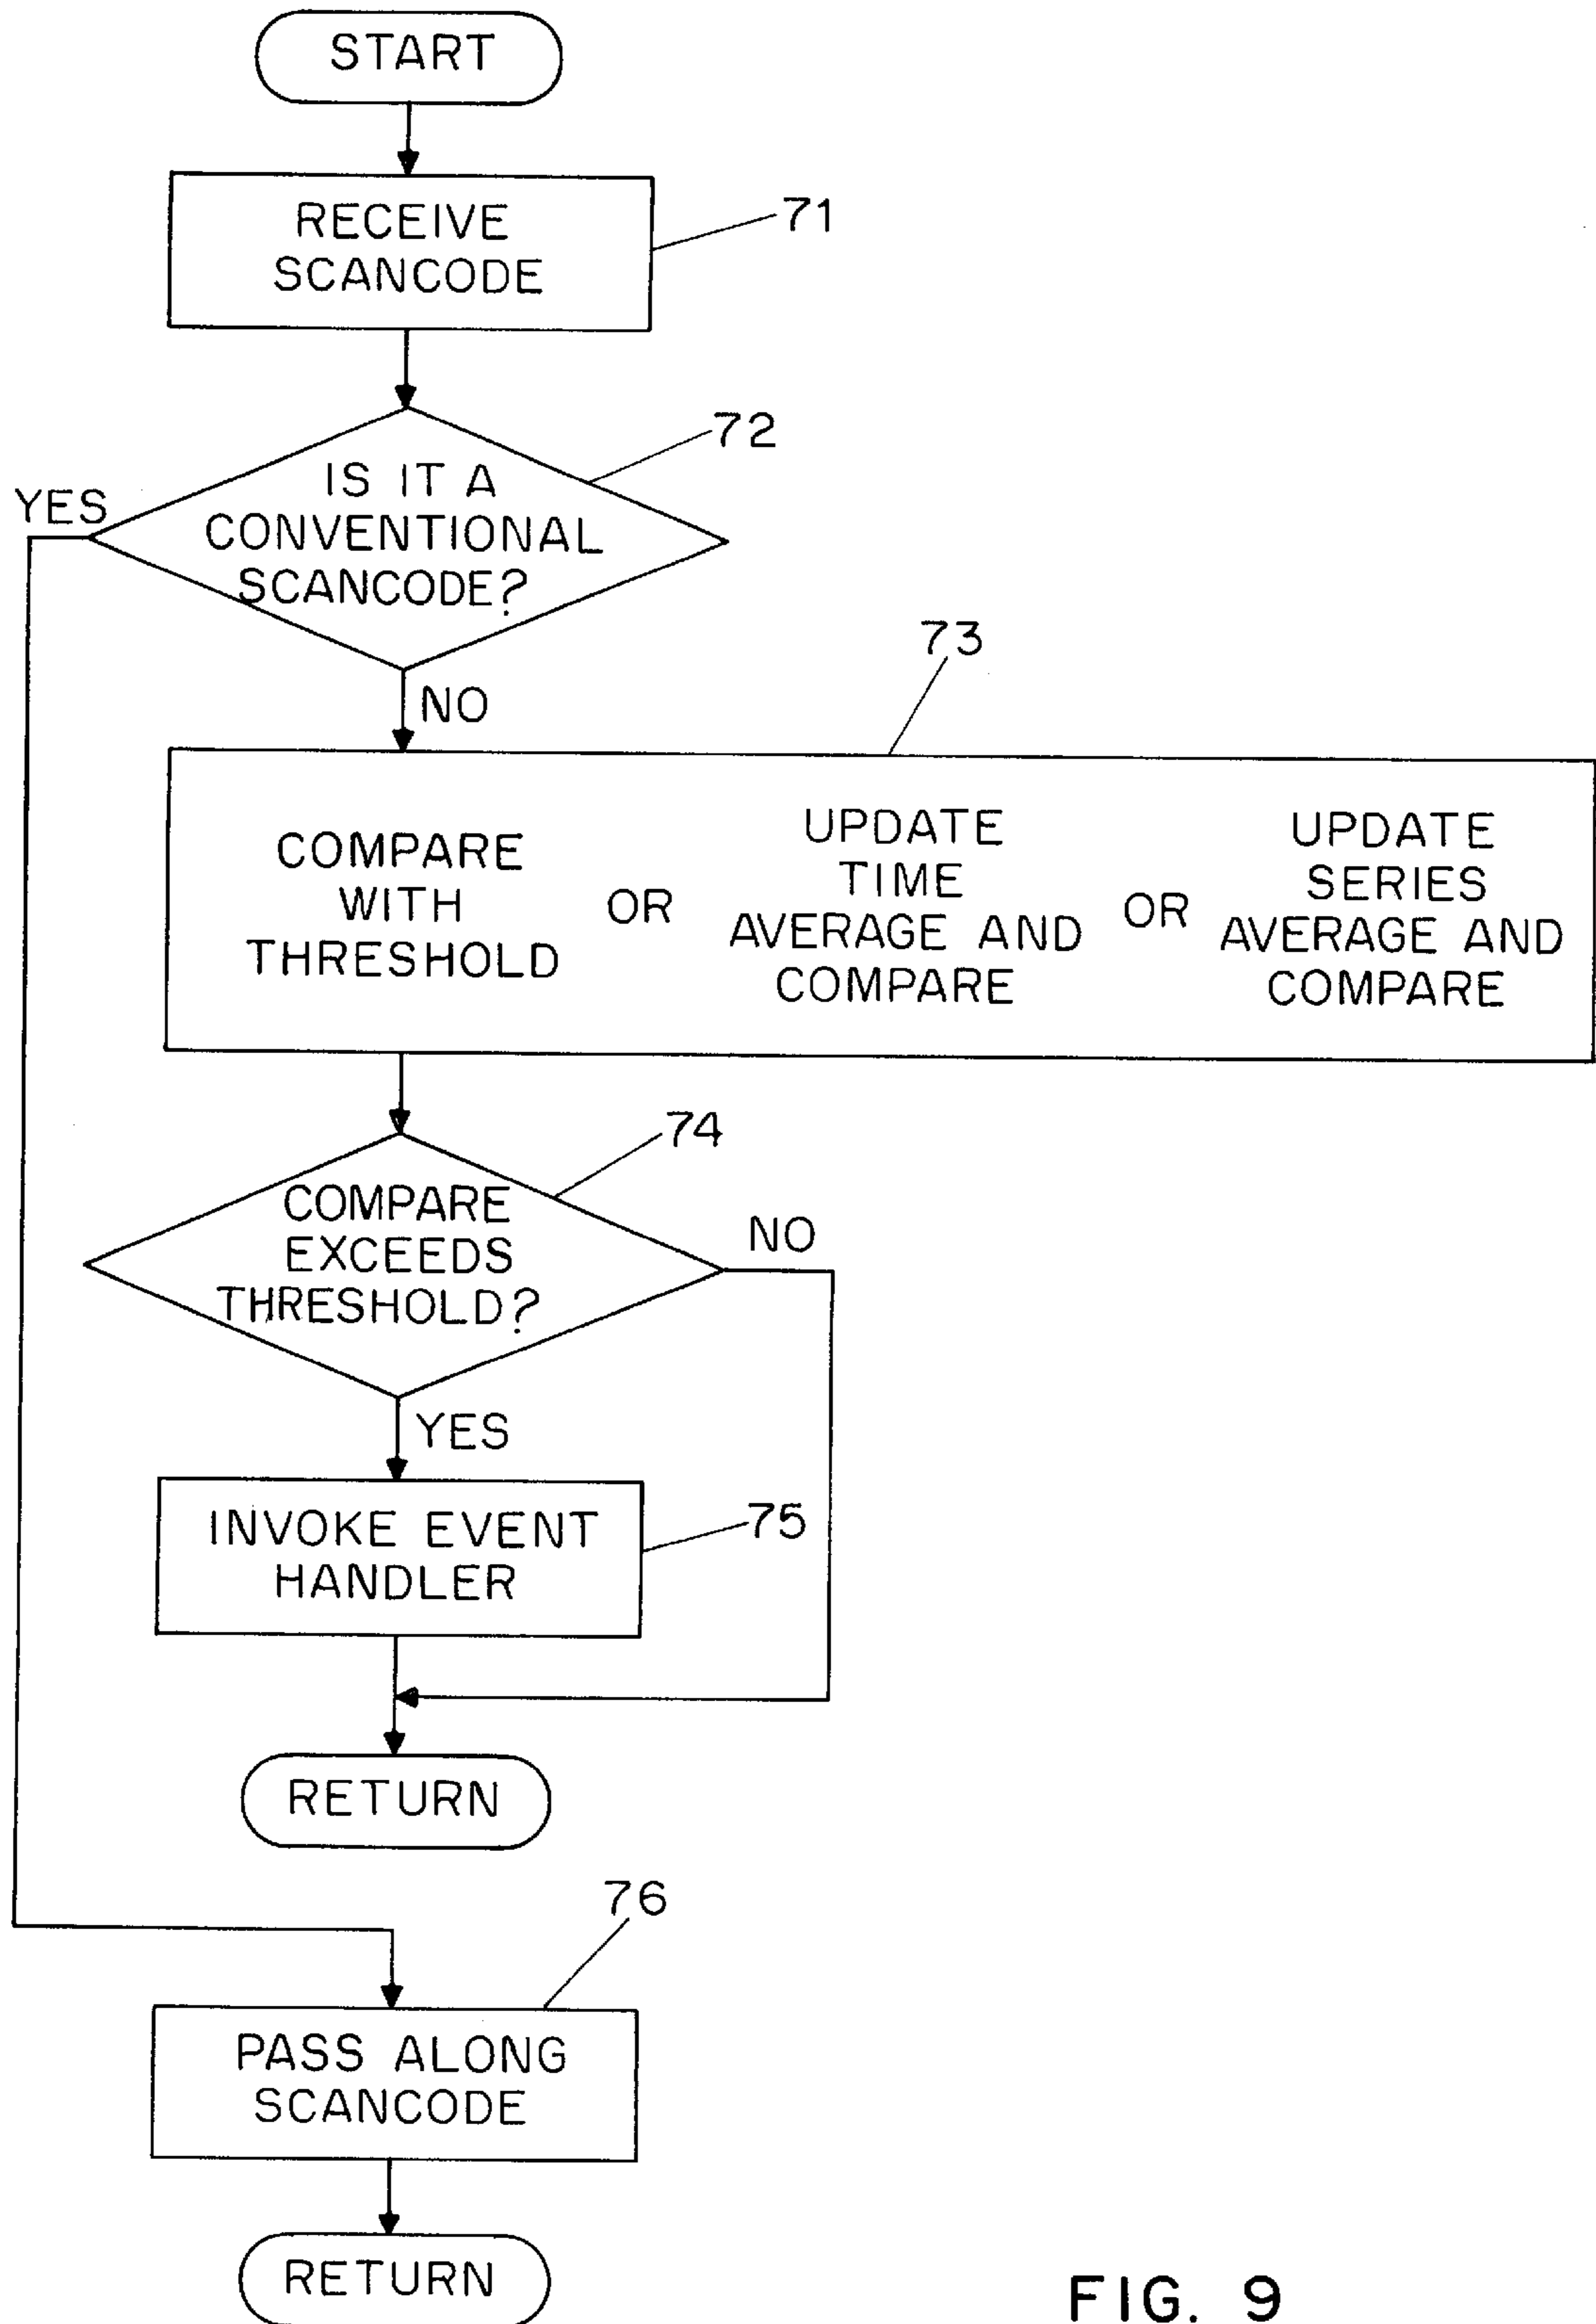 START
RECEIVE
SCANCODE
71
IS IT A
CONVENTIONAL
SCANCODE?
72
YES
NO
73
COMPARE
WITH
THRESHOLD
OR
UPDATE
TIME
AVERAGE AND
COMPARE
OR
UPDATE
SERIES
AVERAGE AND
COMPARE
74
COMPARE
EXCEEDS
THRESHOLD?
NO
YES
INVOKE EVENT
HANDLER
75
RETURN
76
PASS ALONG
SCANCODE
RETURN
FIG. 9